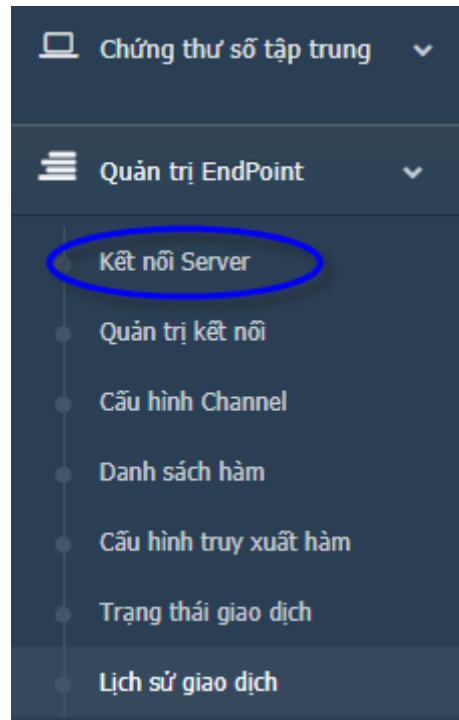 Chứng thư số tập trung
Quản trị EndPoint
Kết nối Server
Quản trị kết nối
Cấu hình Channel
Danh sách hàm
Cấu hình truy xuất hàm
Trạng thái giao dịch
Lịch sử giao dịch